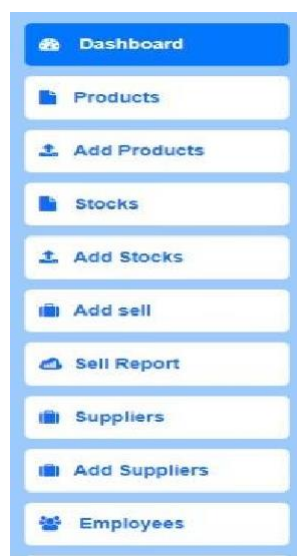 Dashboard
Products
Add Products
Stocks
Add Stocks
Add sell
Sell Report
Suppliers
Add Suppliers
Employees